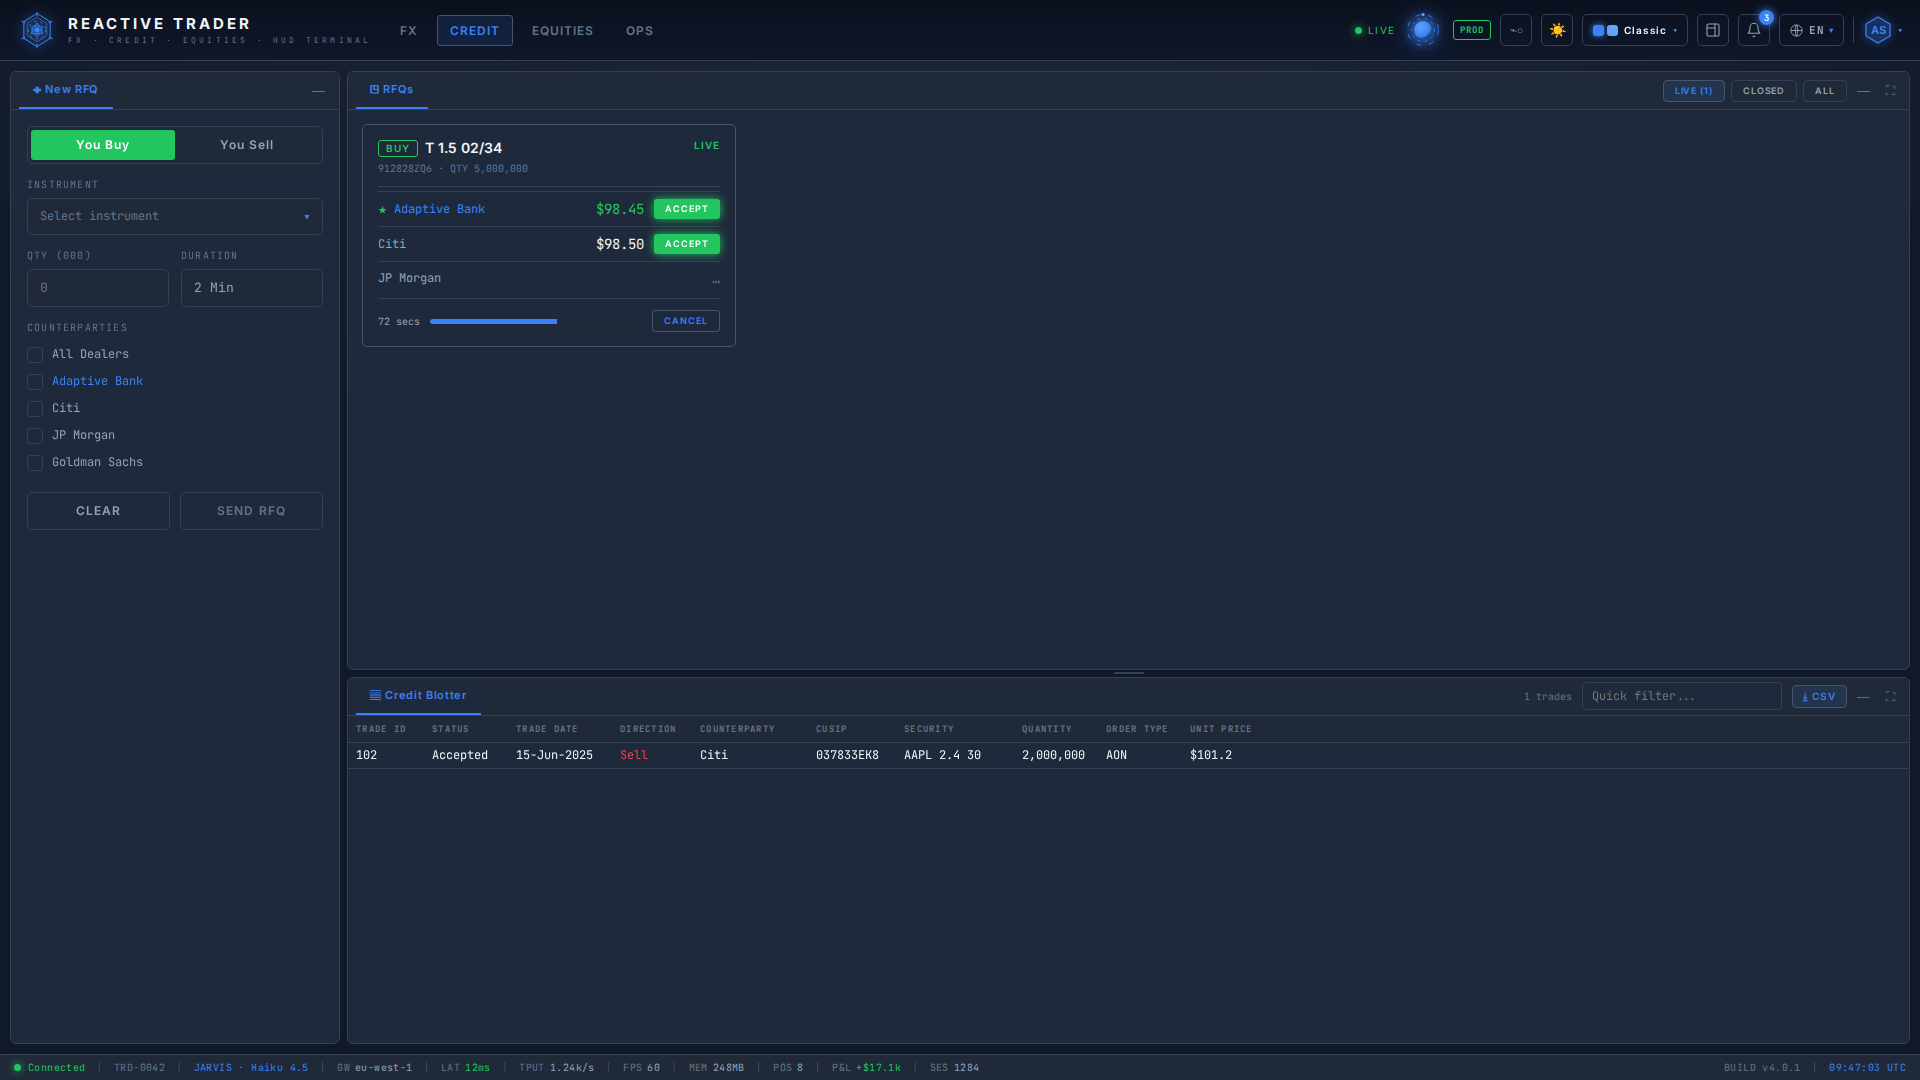 REACTIVE TRADER
FX · CREDIT · EQUITIES · HUD TERMINAL
FX
CREDIT
EQUITIES
OPS
LIVE
PROD
Classic
3
EN
AS
New RFQ
You Buy
You Sell
INSTRUMENT
Select instrument
QTY (000)
DURATION
0
2 Min
COUNTERPARTIES
All Dealers
Adaptive Bank
Citi
JP Morgan
Goldman Sachs
CLEAR
SEND RFQ
RFQs
LIVE (1)
CLOSED
ALL
BUY T 1.5 02/34
LIVE
912828ZQ6 · QTY 5,000,000
★ Adaptive Bank $98.45 ACCEPT
Citi $98.50 ACCEPT
JP Morgan …
72 secs
CANCEL
Credit Blotter
1 trades
Quick filter...
CSV
TRADE ID STATUS TRADE DATE DIRECTION COUNTERPARTY CUSIP SECURITY QUANTITY ORDER TYPE UNIT PRICE
102 Accepted 15-Jun-2025 Sell Citi 037833EK8 AAPL 2.4 30 2,000,000 AON $101.2
Connected | TRD-0042 | JARVIS · Haiku 4.5 | GW eu-west-1 | LAT 12ms | TPUT 1.24k/s | FPS 60 | MEM 248MB | POS 8 | P&L +$17.1k | SES 1284
BUILD v4.0.1 | 09:47:03 UTC